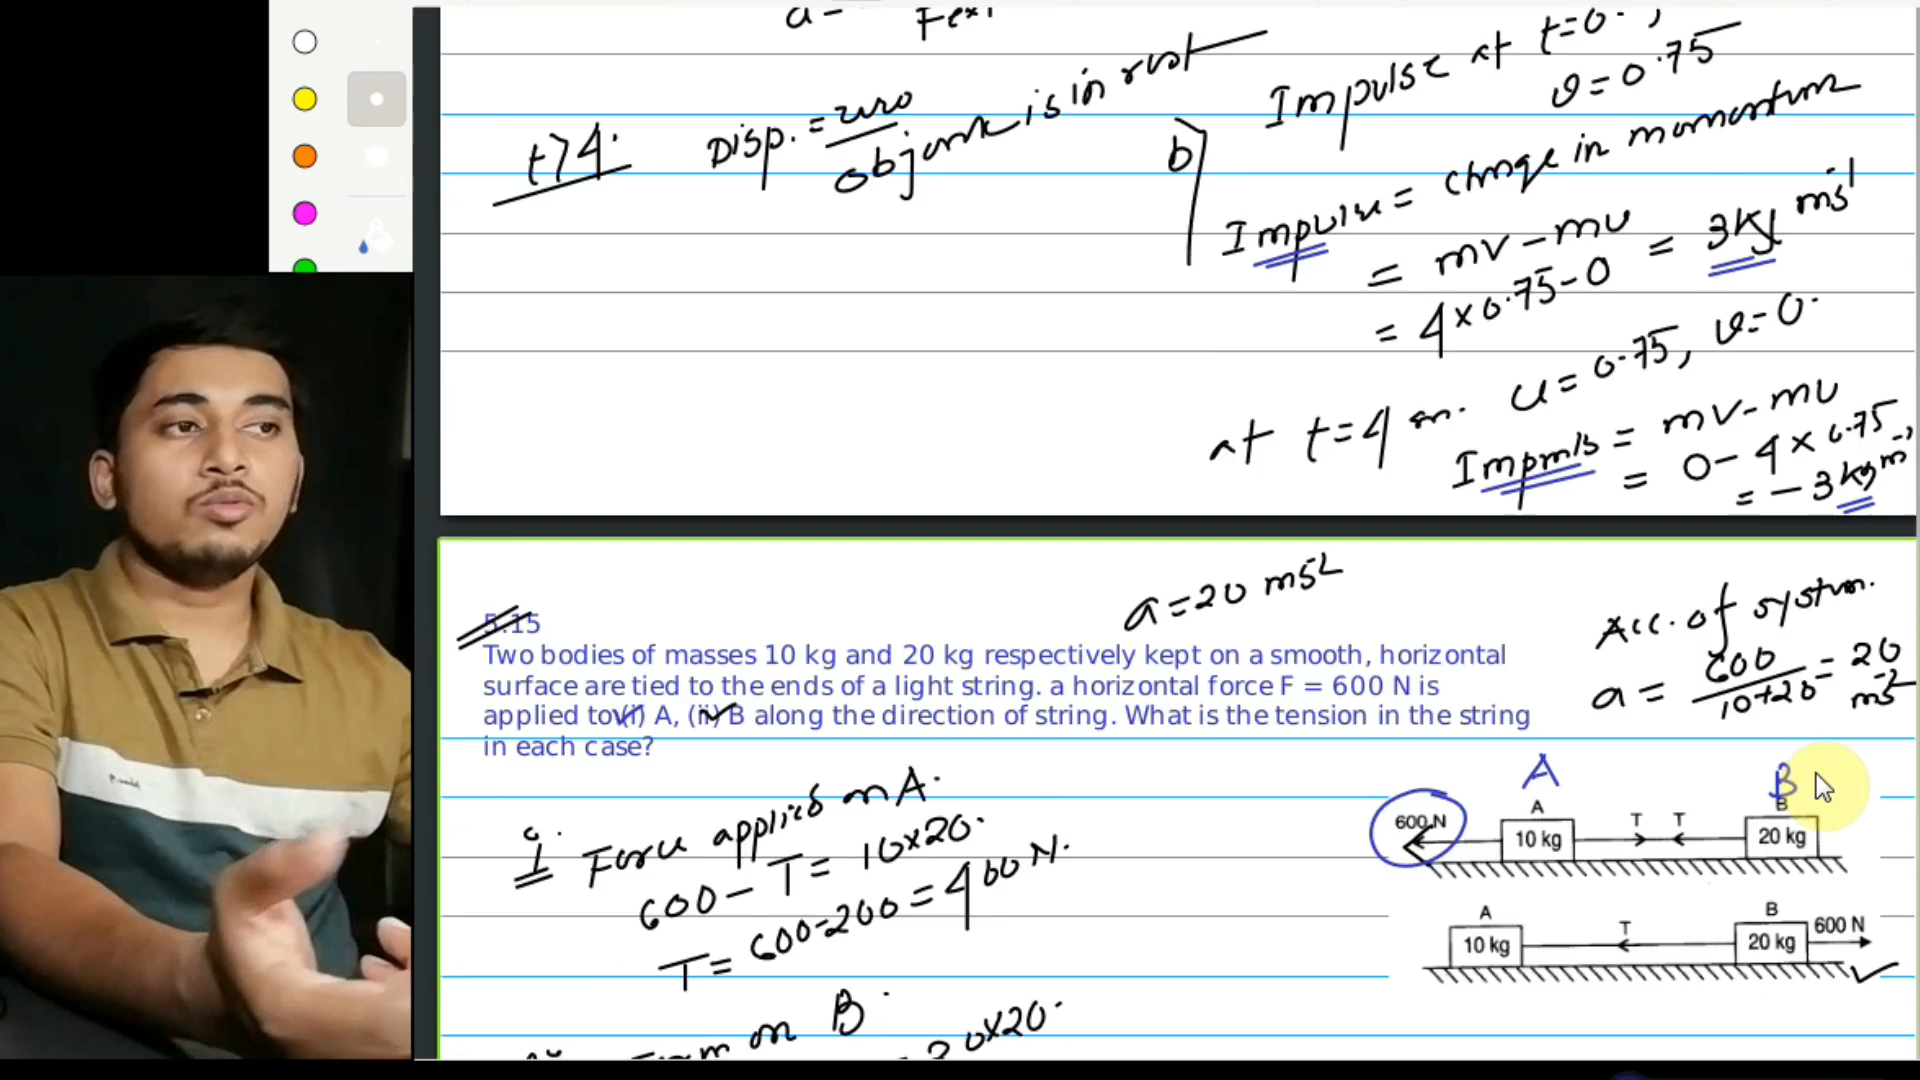 a=
Fext
t>4.
Disp. = zero
object is in rest
b)
Impulse at t=0,
v=0.75
Impulse = change in momentum
= mv-mu = 3kg ms-1
= 4×0.75-0
at t=4 u=0.75, v=0.
= mv-mu
= 0-4×0.75
= -3kg m
5.15
a=20 ms-2
Two bodies of masses 10 kg and 20 kg respectively kept on a smooth, horizontal
surface are tied to the ends of a light string. a horizontal force F = 600 N is
applied to (i) A, (ii) B along the direction of string. What is the tension in the string
in each case?
Acc. of system.
a = 600/10+20 = 20 ms-2
i Force applied on A.
600 - T = 10×20.
T = 600-200 = 400 N.
on B.
20×20.
A B
600 N A T T B
10 kg 20 kg
A T B 600 N
10 kg 20 kg